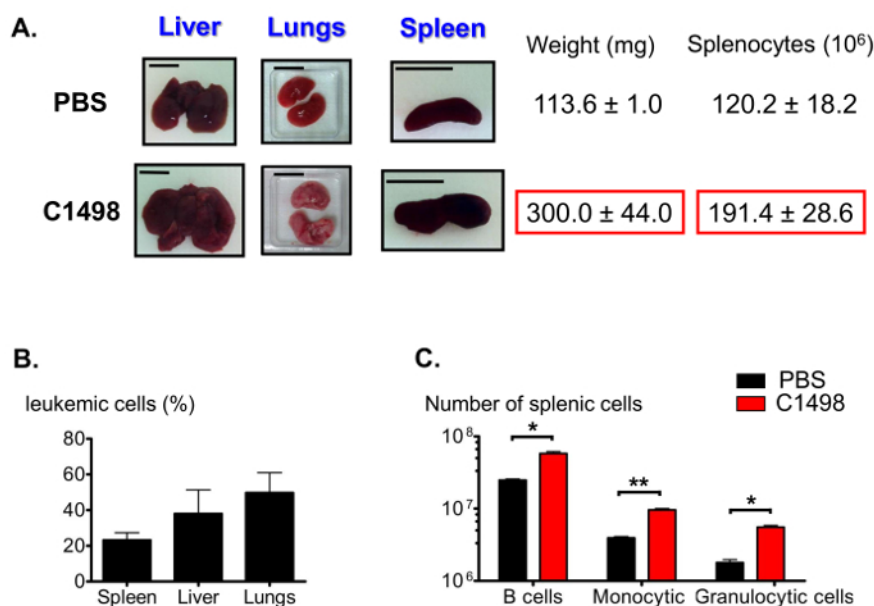 A.
Liver Lungs Spleen Weight (mg) Splenocytes (10⁶)
PBS 113.6 ± 1.0 120.2 ± 18.2
C1498 300.0 ± 44.0 191.4 ± 28.6
B.
leukemic cells (%)
80
60
40
20
0
Spleen Liver Lungs
C.
PBS
C1498
Number of splenic cells
10⁸
10⁷
10⁶
* ** *
B cells Monocytic Granulocytic cells